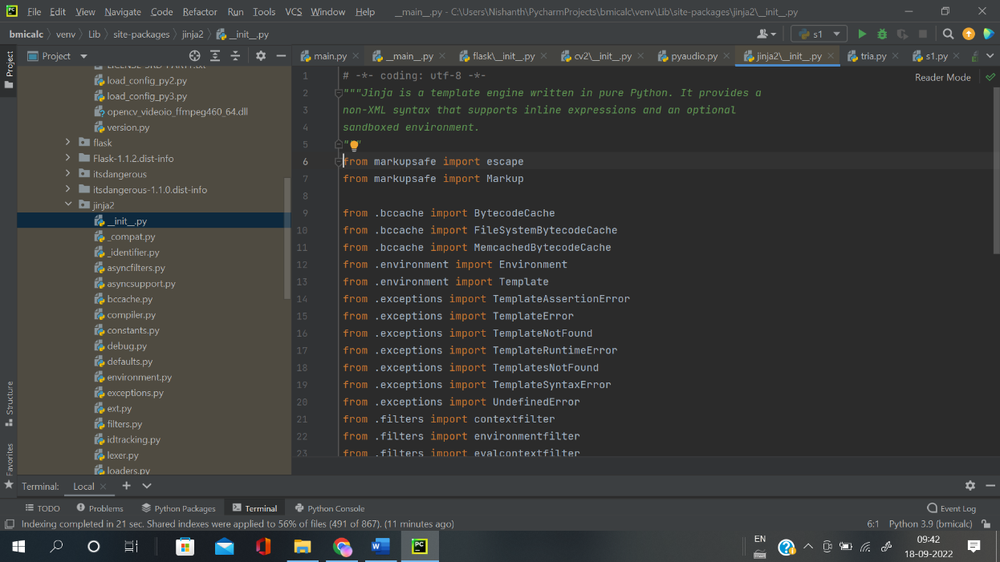 File Edit View Navigate Code Refactor Run Tools VCS Window Help __main__.py - C:\Users\Nishanth\PycharmProjects\bmicalc\venv\Lib\site-packages\jinja2\__init__.py
bmicalc venv Lib site-packages jinja2 __init__.py s1
Project
Project
main.py __main__.py flask\__init__.py cv2\__init__.py pyaudio.py jinja2\__init__.py tria.py s1.py
Reader Mode
load_config_py2.py
load_config_py3.py
opencv_videoio_ffmpeg460_64.dll
version.py
flask
Flask-1.1.2.dist-info
itsdangerous
itsdangerous-1.1.0.dist-info
jinja2
__init__.py
_compat.py
_identifier.py
asyncfilters.py
asyncsupport.py
bccache.py
compiler.py
constants.py
debug.py
defaults.py
environment.py
exceptions.py
ext.py
filters.py
idtracking.py
lexer.py
loaders.py
Structure
Favorites
1 # -*- coding: utf-8 -*-
2 """Jinja is a template engine written in pure Python. It provides a
3 non-XML syntax that supports inline expressions and an optional
4 sandboxed environment.
5 """
6 from markupsafe import escape
7 from markupsafe import Markup
8
9 from .bccache import BytecodeCache
10 from .bccache import FileSystemBytecodeCache
11 from .bccache import MemcachedBytecodeCache
12 from .environment import Environment
13 from .environment import Template
14 from .exceptions import TemplateAssertionError
15 from .exceptions import TemplateError
16 from .exceptions import TemplateNotFound
17 from .exceptions import TemplateRuntimeError
18 from .exceptions import TemplatesNotFound
19 from .exceptions import TemplateSyntaxError
20 from .exceptions import UndefinedError
21 from .filters import contextfilter
22 from .filters import environmentfilter
23 from .filters import evalcontextfilter
Terminal: Local
TODO Problems Python Packages Terminal Python Console Event Log
Indexing completed in 21 sec. Shared indexes were applied to 56% of files (491 of 867). (11 minutes ago) 6:1 Python 3.9 (bmicalc)
EN
09:42
18-09-2022